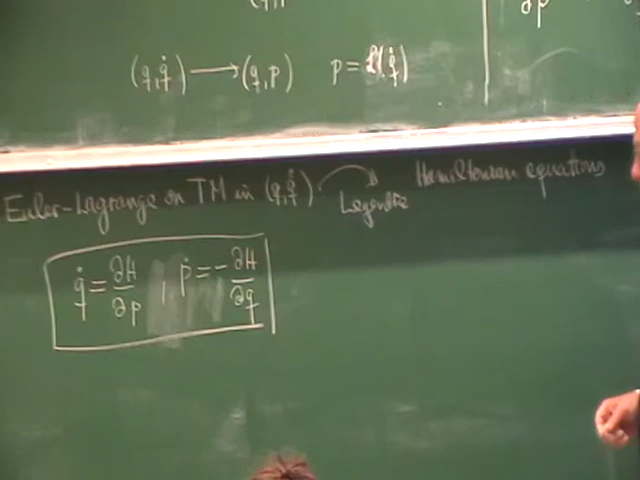 ∂p
(q, q̇) ⟶ (q, p)   p = ℒ(q̇)
Euler-Lagrange on TM in (q, q̇) ⟶ Legendre Hamiltonian equations
q̇ = ∂H/∂p , ṗ = - ∂H/∂q